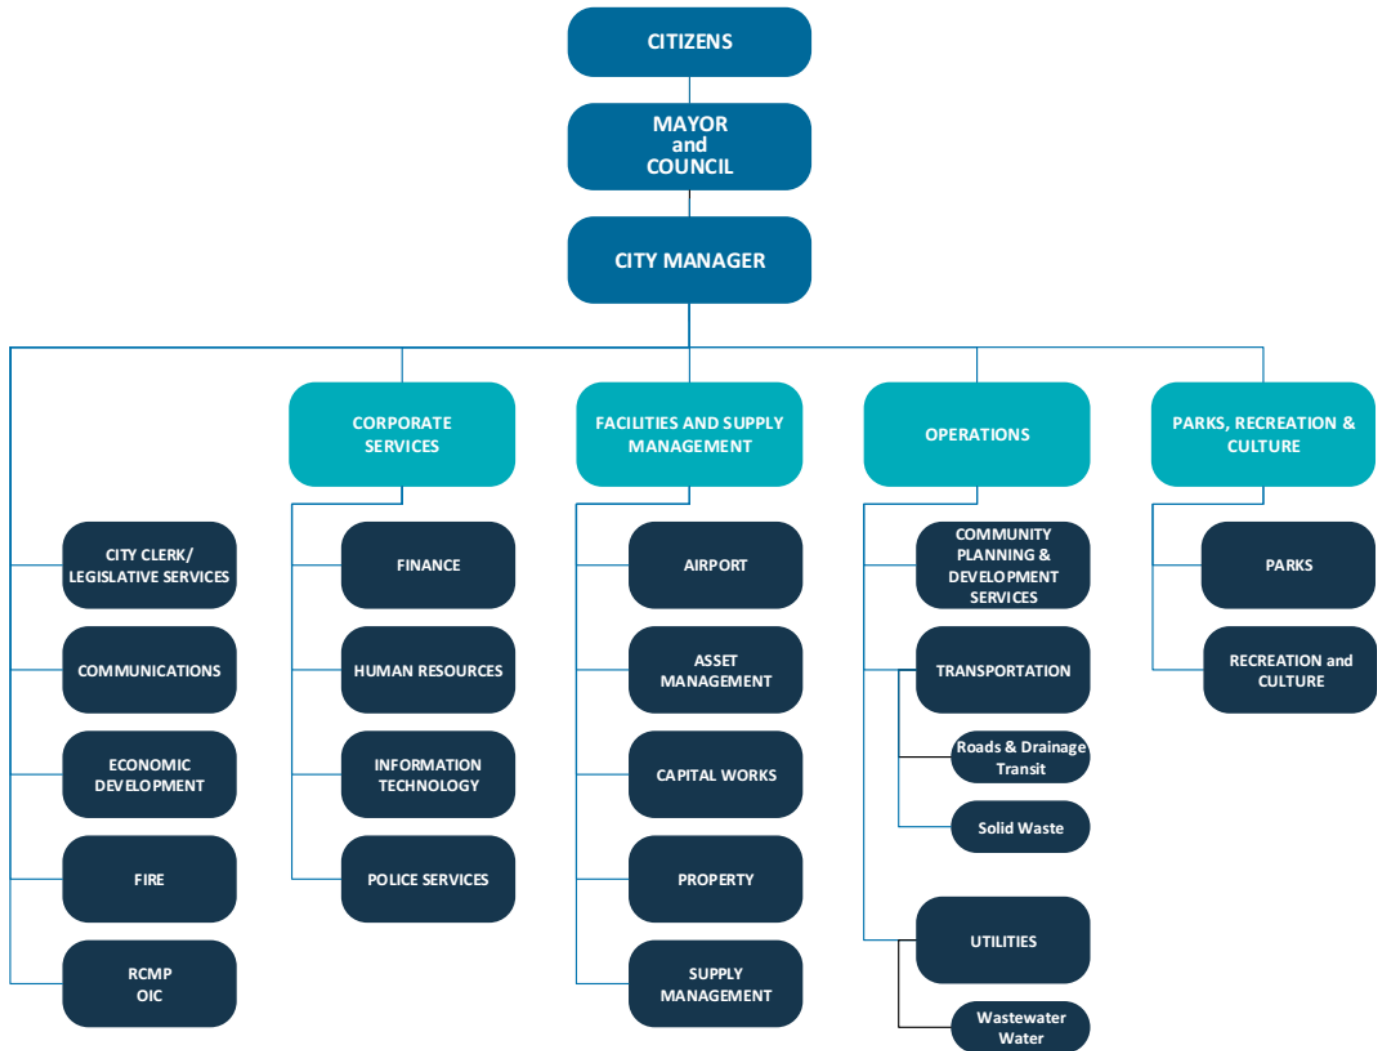 CITIZENS
MAYOR
and
COUNCIL
CITY MANAGER
CORPORATE
SERVICES
FACILITIES AND SUPPLY
MANAGEMENT
OPERATIONS
PARKS, RECREATION &
CULTURE
CITY CLERK/
LEGISLATIVE SERVICES
COMMUNICATIONS
ECONOMIC
DEVELOPMENT
FIRE
RCMP
OIC
FINANCE
HUMAN RESOURCES
INFORMATION
TECHNOLOGY
POLICE SERVICES
AIRPORT
ASSET
MANAGEMENT
CAPITAL WORKS
PROPERTY
SUPPLY
MANAGEMENT
COMMUNITY
PLANNING &
DEVELOPMENT
SERVICES
TRANSPORTATION
Roads & Drainage
Transit
Solid Waste
UTILITIES
Wastewater
Water
PARKS
RECREATION and
CULTURE